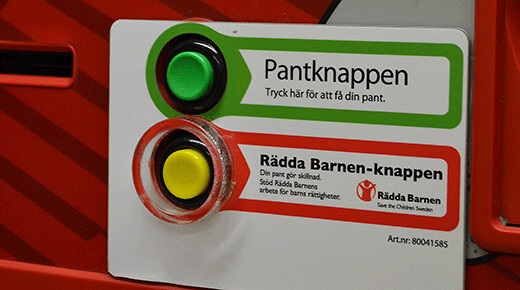 Pantknappen
Tryck här för att få din pant.
Rädda Barnen-knappen
Din pant gör skillnad.
Stöd Rädda Barnens
arbete för barns rättigheter.
Rädda Barnen
Save the Children Sweden
Art.nr: 80041585